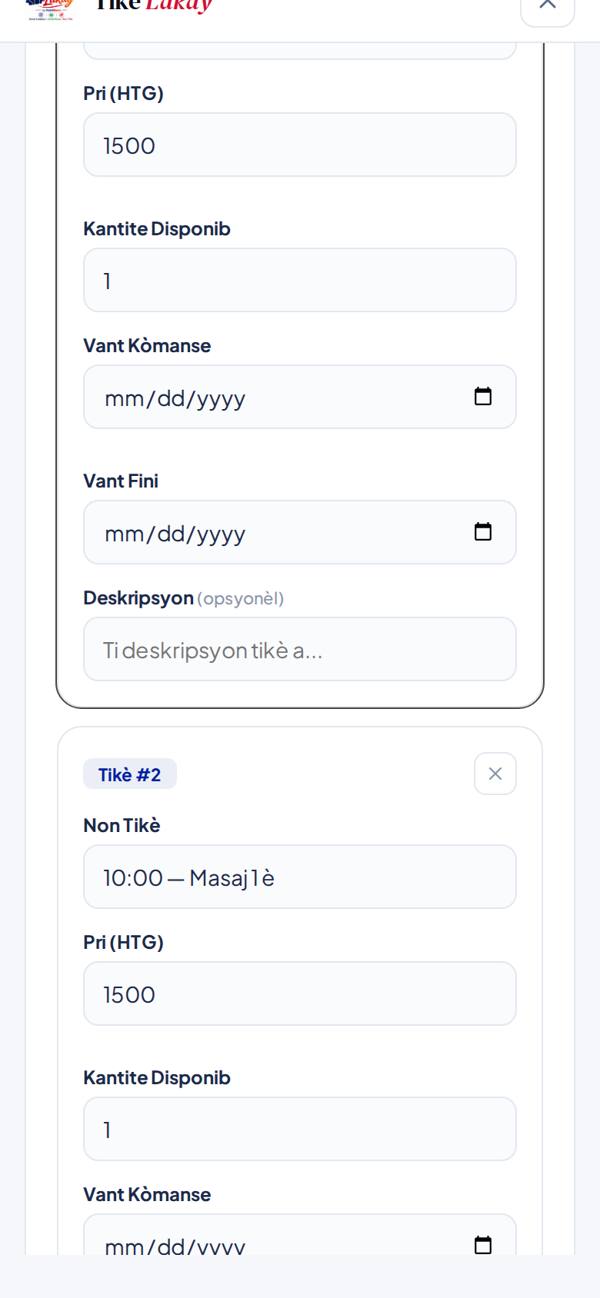 Tikè Lakay
Pri (HTG)
1500
Kantite Disponib
1
Vant Kòmanse
mm/dd/yyyy
Vant Fini
mm/dd/yyyy
Deskripsyon (opsyonèl)
Ti deskripsyon tikè a...
Tikè #2
Non Tikè
10:00 — Masaj 1 è
Pri (HTG)
1500
Kantite Disponib
1
Vant Kòmanse
mm/dd/yyyy